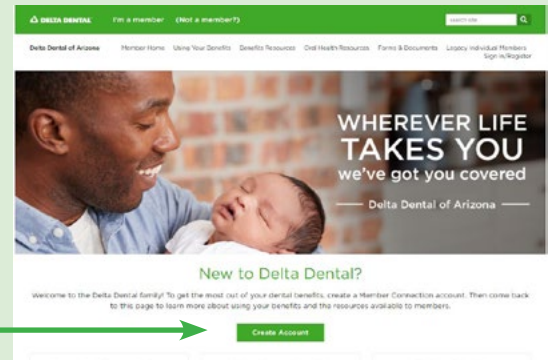 DELTA DENTAL I'm a member (Not a member?) search site
Delta Dental of Arizona Member Home Using Your Benefits Benefits Resources Oral Health Resources Forms & Documents Legacy Individual Members
Sign In/Register
WHEREVER LIFE
TAKES YOU
we've got you covered
Delta Dental of Arizona
New to Delta Dental?
Welcome to the Delta Dental family! To get the most out of your dental benefits, create a Member Connection account. Then come back
to this page to learn more about using your benefits and the resources available to members.
Create Account